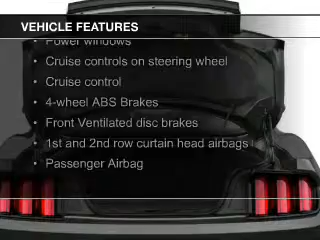 VEHICLE FEATURES
• Power windows
• Cruise controls on steering wheel
• Cruise control
• 4-wheel ABS Brakes
• Front Ventilated disc brakes
• 1st and 2nd row curtain head airbags
• Passenger Airbag